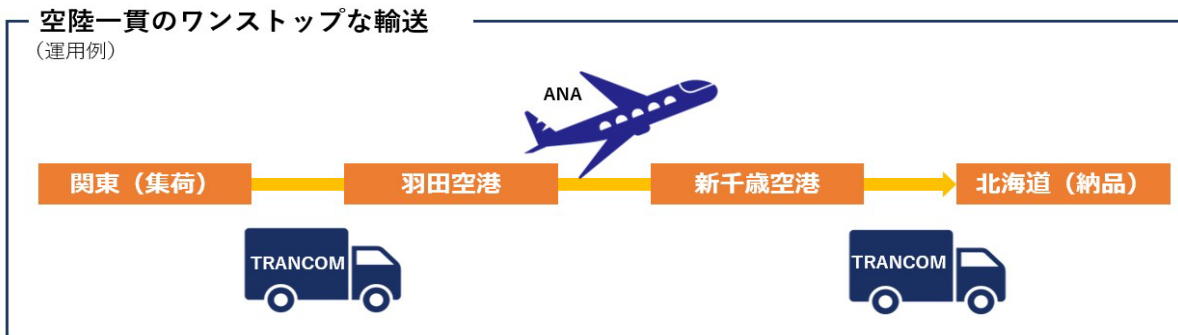 空陸一貫のワンストップな輸送
（運用例）
ANA
関東（集荷）
羽田空港
新千歳空港
北海道（納品）
TRANCOM
TRANCOM